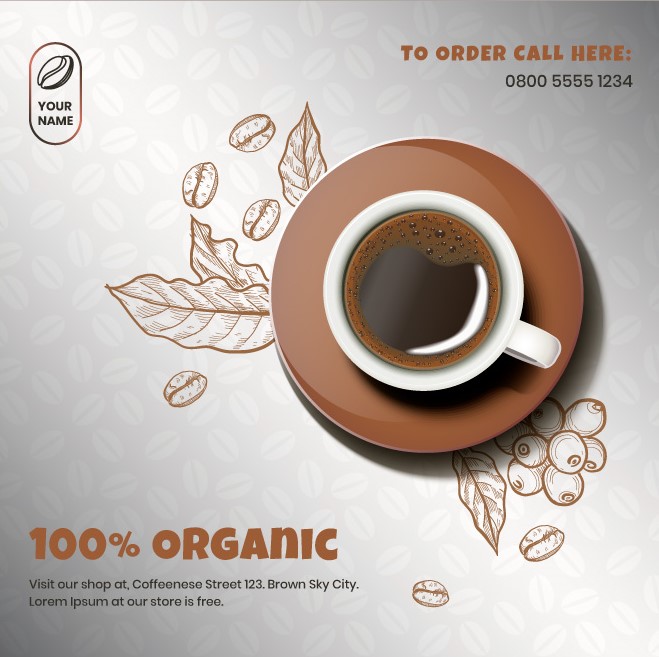 YOUR
NAME
TO ORDER CALL HERE:
0800 5555 1234
100% ORGANIC
Visit our shop at, Coffeenese Street 123. Brown Sky City.
Lorem Ipsum at our store is free.